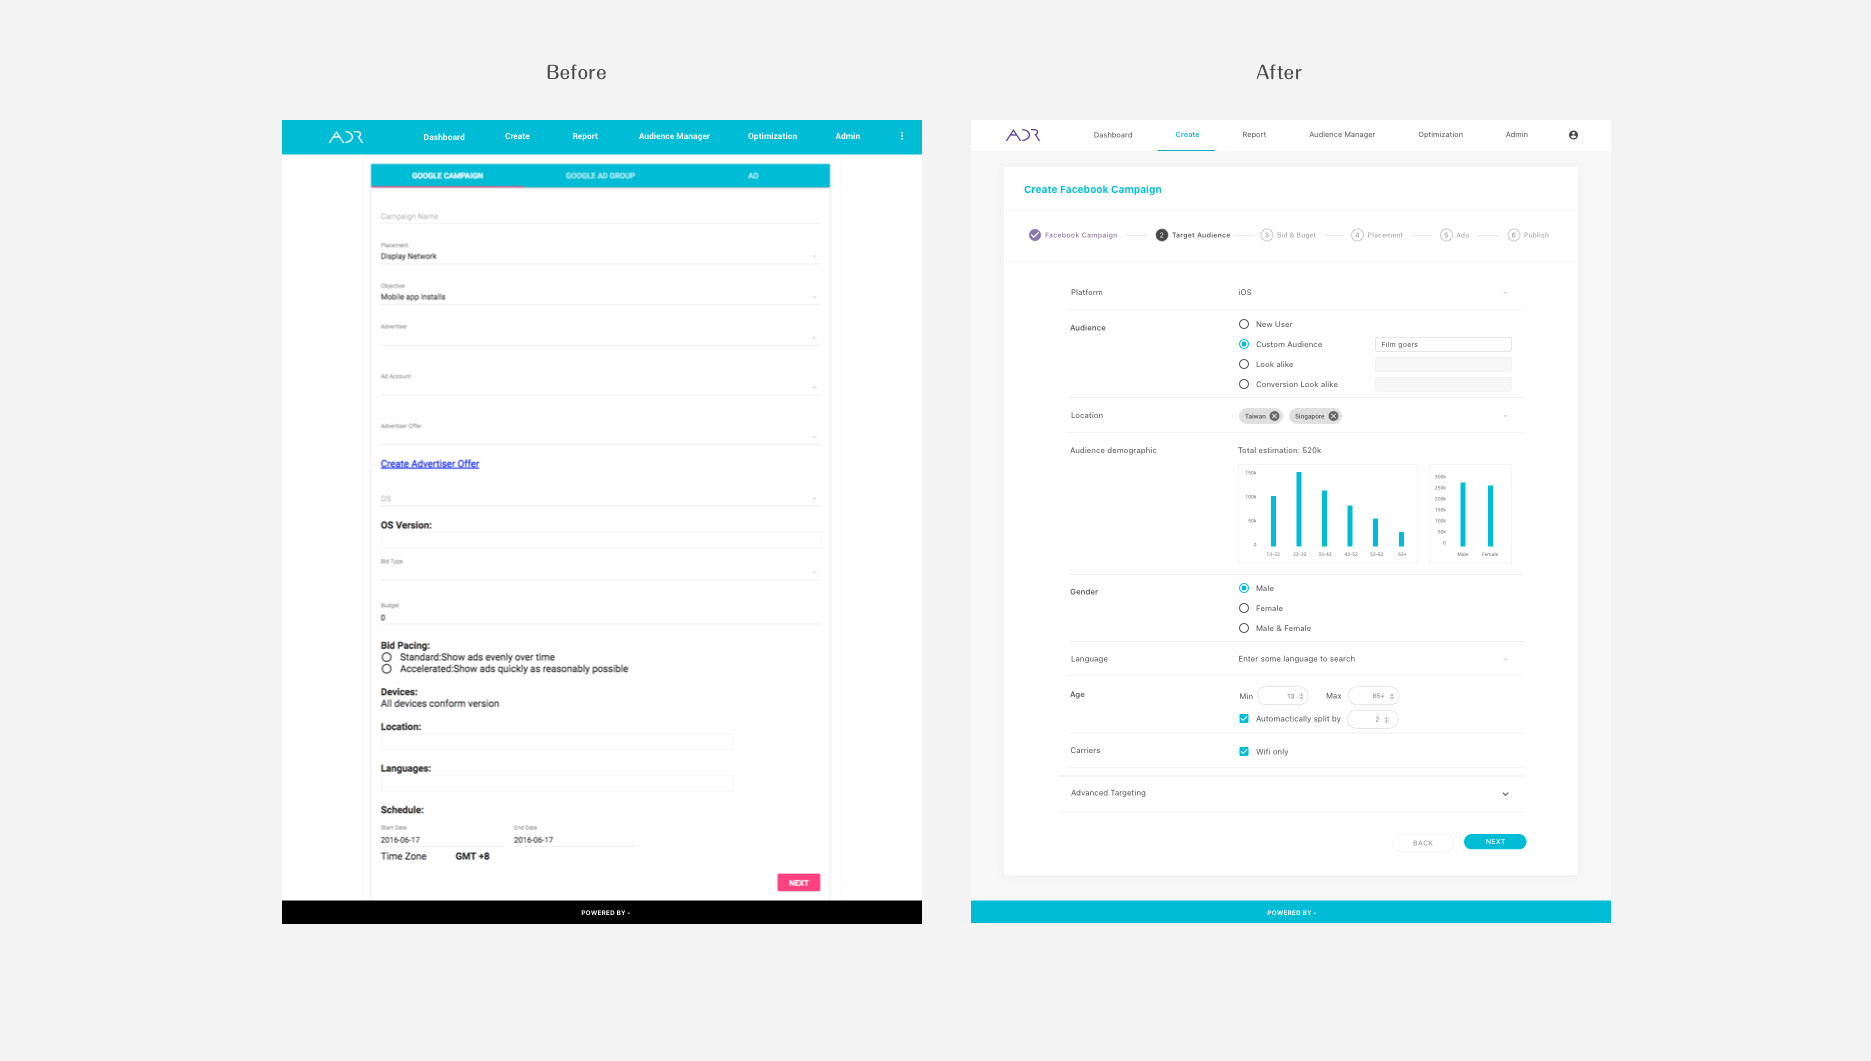 Before
After
ADR
Dashboard
Create
Report
Audience Manager
Optimization
Admin
GOOGLE CAMPAIGN
GOOGLE AD GROUP
AD
Campaign Name
Placement
Display Network
Objective
Mobile app installs
Advertiser
Ad Account
Advertiser Offer
Create Advertiser Offer
OS
OS Version:
Bid Type
Budget
0
Bid Pacing:
Standard:Show ads evenly over time
Accelerated:Show ads quickly as reasonably possible
Devices:
All devices conform version
Location:
Languages:
Schedule:
Start Date
End Date
2016-06-17
2016-06-17
Time Zone
GMT +8
NEXT
POWERED BY -
ADR
Dashboard
Create
Report
Audience Manager
Optimization
Admin
Create Facebook Campaign
Facebook Campaign
2 Target Audience
3 Bid & Buget
4 Placement
5 Ads
6 Publish
Platform
iOS
Audience
New User
Custom Audience
Film goers
Look alike
Conversion Look alike
Location
Taiwan
Singapore
Audience demographic
Total estimation: 520k
150k
100k
50k
0
13-22
23-32
33-42
43-52
53-62
63+
300k
250k
200k
150k
100k
50k
0
Male
Female
Gender
Male
Female
Male & Female
Language
Enter some language to search
Age
Min
13
Max
65+
Automactically split by
2
Carriers
Wifi only
Advanced Targeting
BACK
NEXT
POWERED BY -